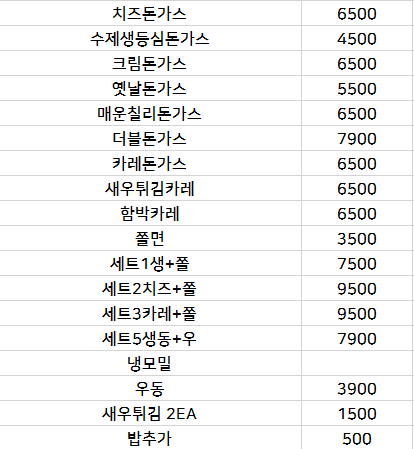 치즈돈가스 6500
수제생등심돈가스 4500
크림돈가스 6500
옛날돈가스 5500
매운칠리돈가스 6500
더블돈가스 7900
카레돈가스 6500
새우튀김카레 6500
함박카레 6500
쫄면 3500
세트1생+쫄 7500
세트2치즈+쫄 9500
세트3카레+쫄 9500
세트5생동+우 7900
냉모밀
우동 3900
새우튀김 2EA 1500
밥추가 500